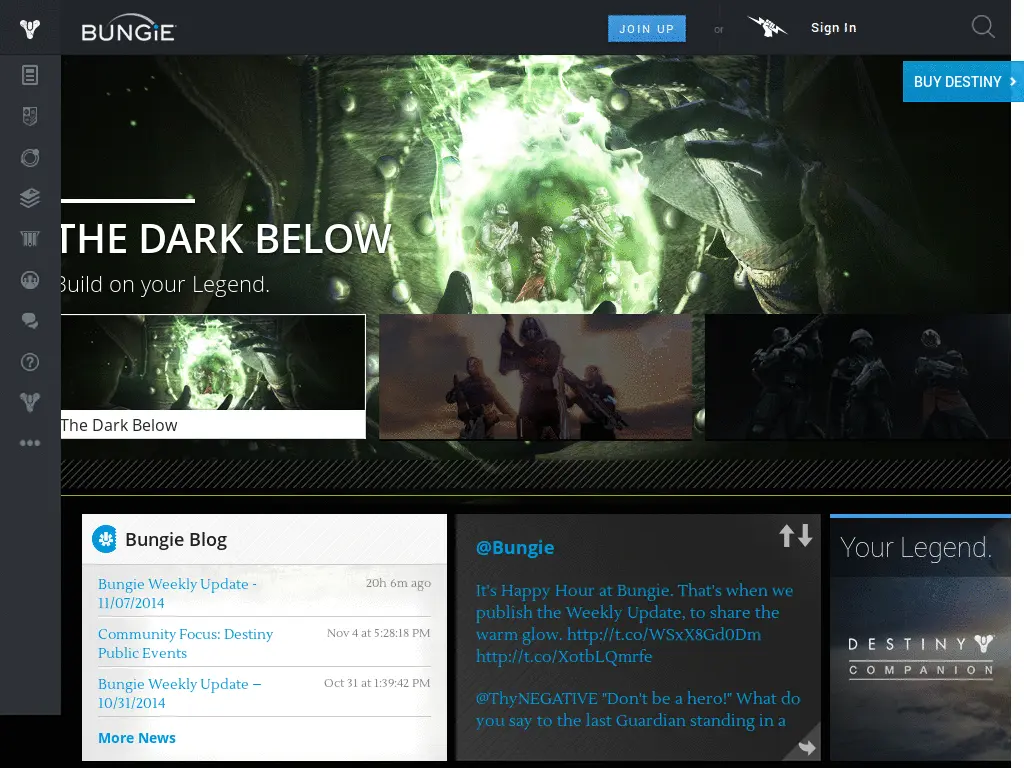 BUNGiE
JOIN UP
or
Sign In
BUY DESTINY
THE DARK BELOW
Build on your Legend.
The Dark Below
Bungie Blog
Bungie Weekly Update - 20h 6m ago
11/07/2014
Community Focus: Destiny Nov 4 at 5:28:18 PM
Public Events
Bungie Weekly Update – Oct 31 at 1:39:42 PM
10/31/2014
More News
@Bungie
It's Happy Hour at Bungie. That's when we
publish the Weekly Update, to share the
warm glow. http://t.co/WSxX8Gd0Dm
http://t.co/XotbLQmrfe
@ThyNEGATIVE "Don't be a hero!" What do
you say to the last Guardian standing in a
Your Legend.
DESTINY
COMPANION